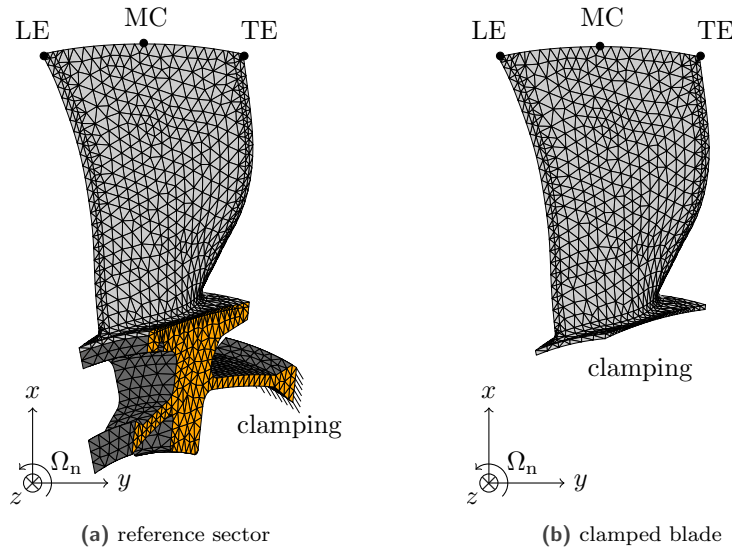 LE MC TE
clamping
x
Ωn
z y
(a) reference sector
LE MC TE
clamping
x
Ωn
z y
(b) clamped blade